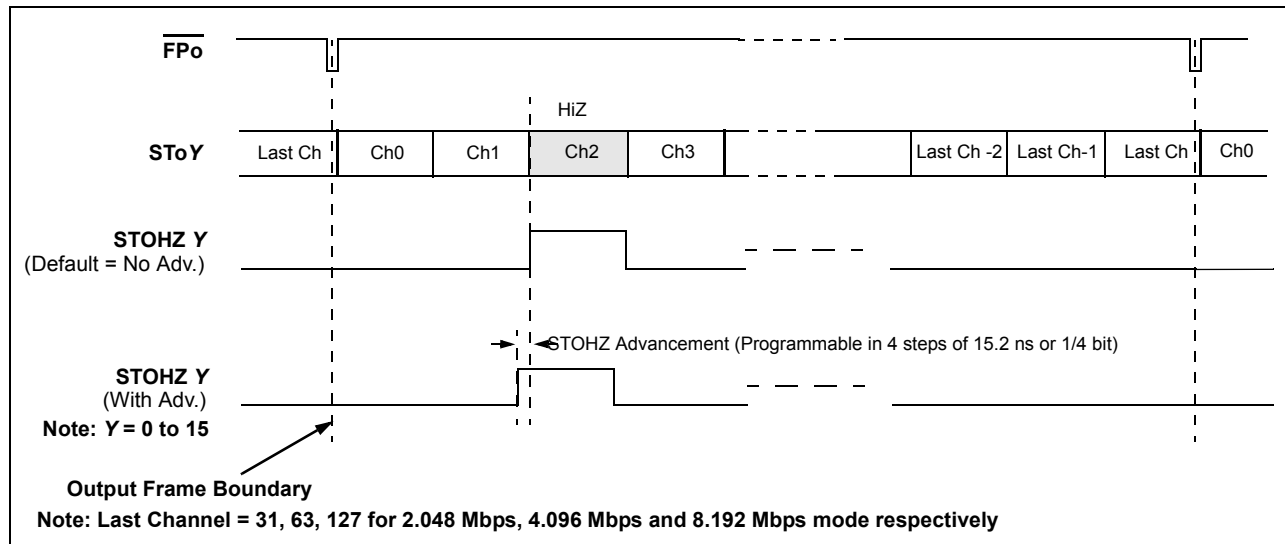 FPo
HiZ
SToY Last Ch Ch0 Ch1 Ch2 Ch3 Last Ch -2 Last Ch-1 Last Ch Ch0
STOHZ Y
(Default = No Adv.)
STOHZ Advancement (Programmable in 4 steps of 15.2 ns or 1/4 bit)
STOHZ Y
(With Adv.)
Note: Y = 0 to 15
Output Frame Boundary
Note: Last Channel = 31, 63, 127 for 2.048 Mbps, 4.096 Mbps and 8.192 Mbps mode respectively